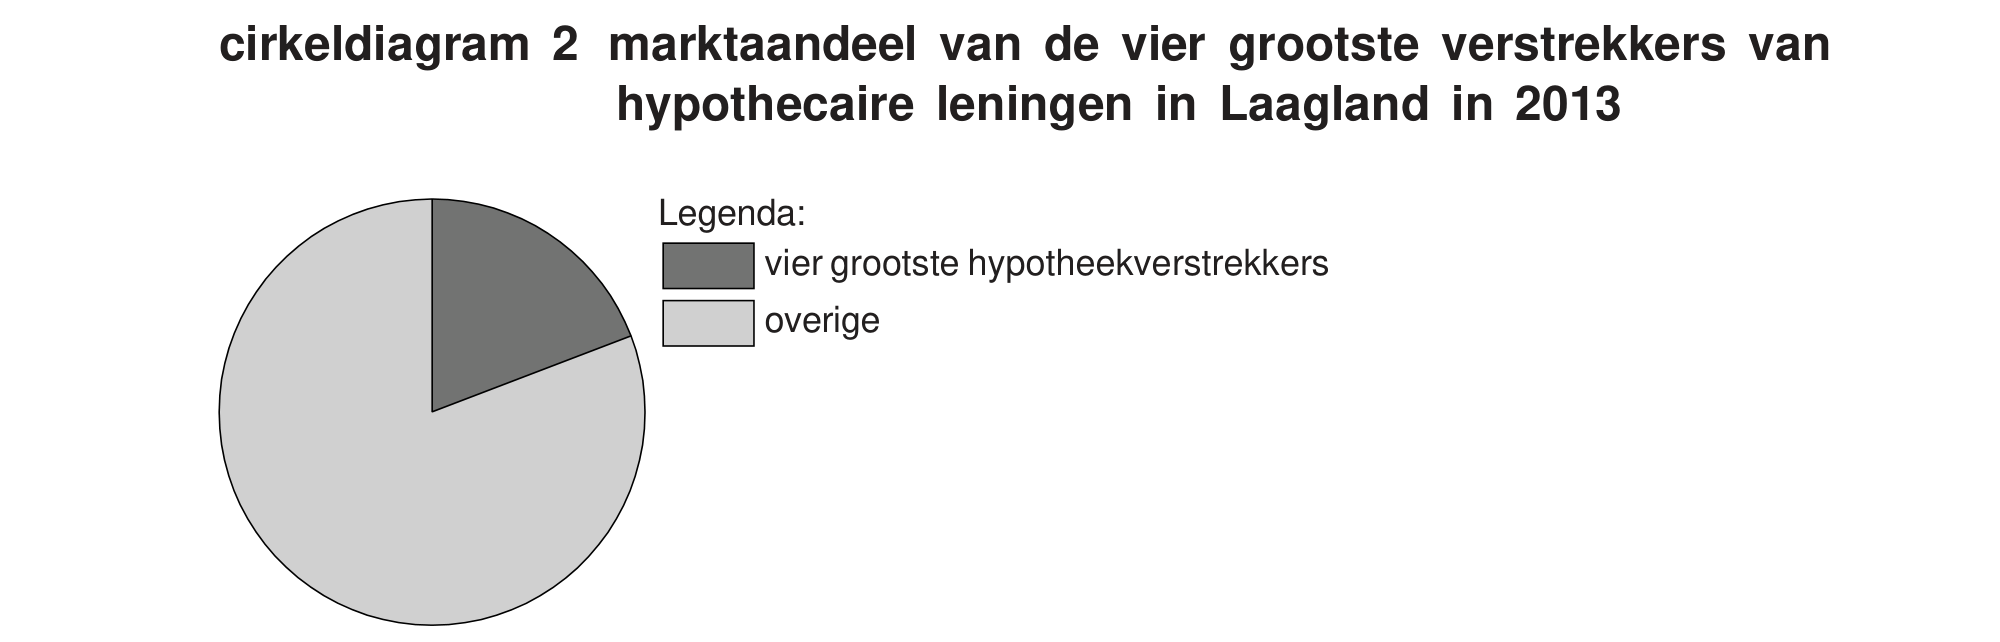 cirkeldiagram 2 marktaandeel van de vier grootste verstrekkers van
hypothecaire leningen in Laagland in 2013
Legenda:
vier grootste hypotheekverstrekkers
overige